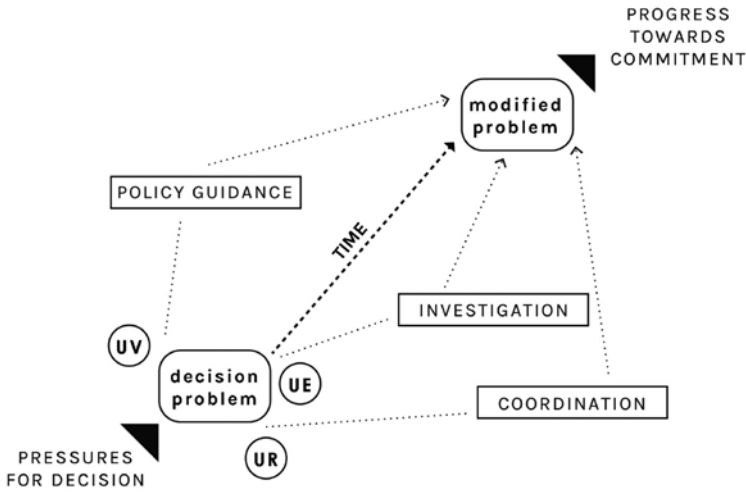 PROGRESS
TOWARDS
COMMITMENT
modified
problem
POLICY GUIDANCE
TIME
INVESTIGATION
UV
decision
problem
UE
COORDINATION
UR
PRESSURES
FOR DECISION